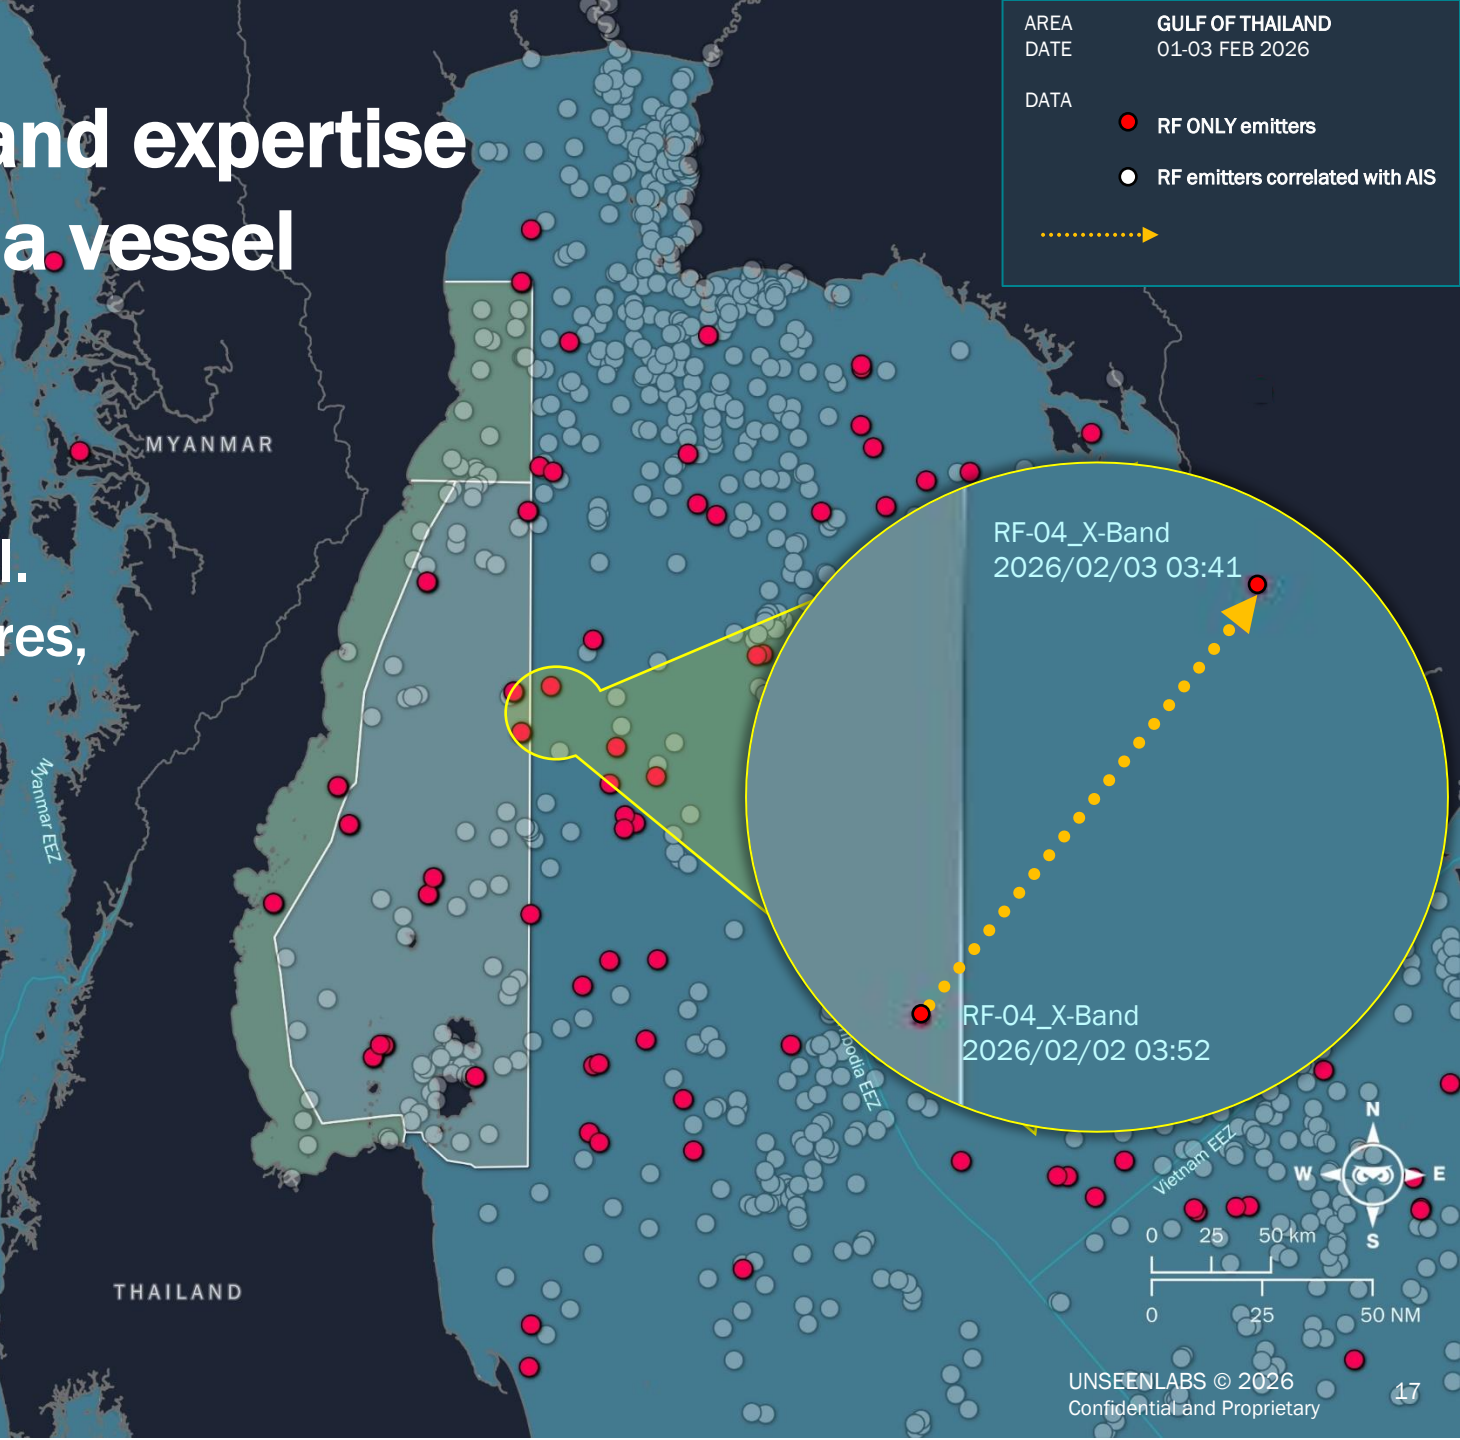 AREA GULF OF THAILAND
DATE 01-03 FEB 2026
DATA
RF ONLY emitters
RF emitters correlated with AIS
and expertise
a vessel
MYANMAR
l.
res,
RF-04_X-Band
2026/02/03 03:41
Myanmar EEZ
RF-04_X-Band
2026/02/02 03:52
bodia EEZ
Vietnam EEZ
N
W E
S
0 25 50 km
0 25 50 NM
THAILAND
UNSEENLABS © 2026
Confidential and Proprietary
17